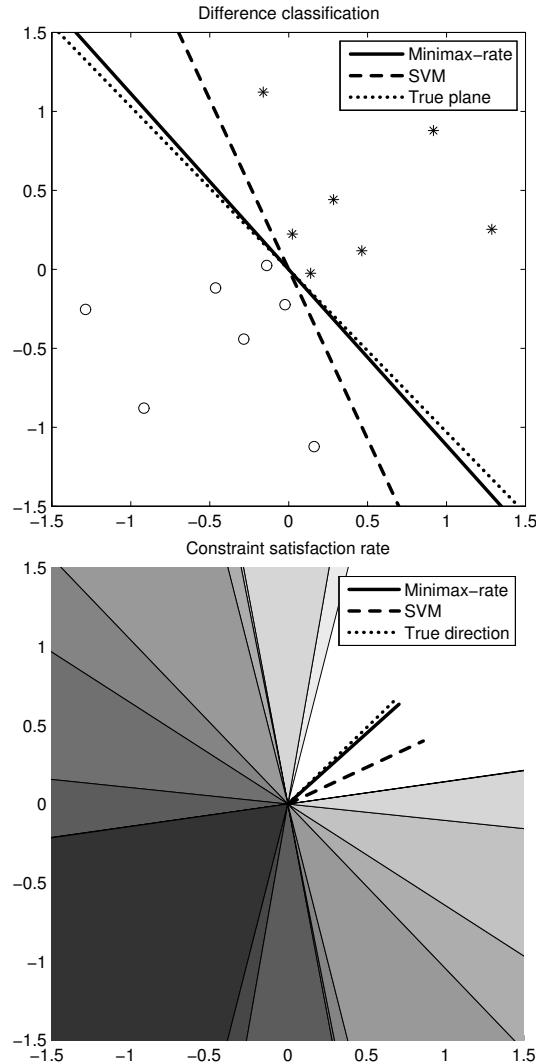 Difference classification
Minimax−rate
SVM
True plane
1.5
1
0.5
0
−0.5
−1
−1.5
−1.5 −1 −0.5 0 0.5 1 1.5
Constraint satisfaction rate
Minimax−rate
SVM
True direction
1.5
1
0.5
0
−0.5
−1
−1.5
−1.5 −1 −0.5 0 0.5 1 1.5